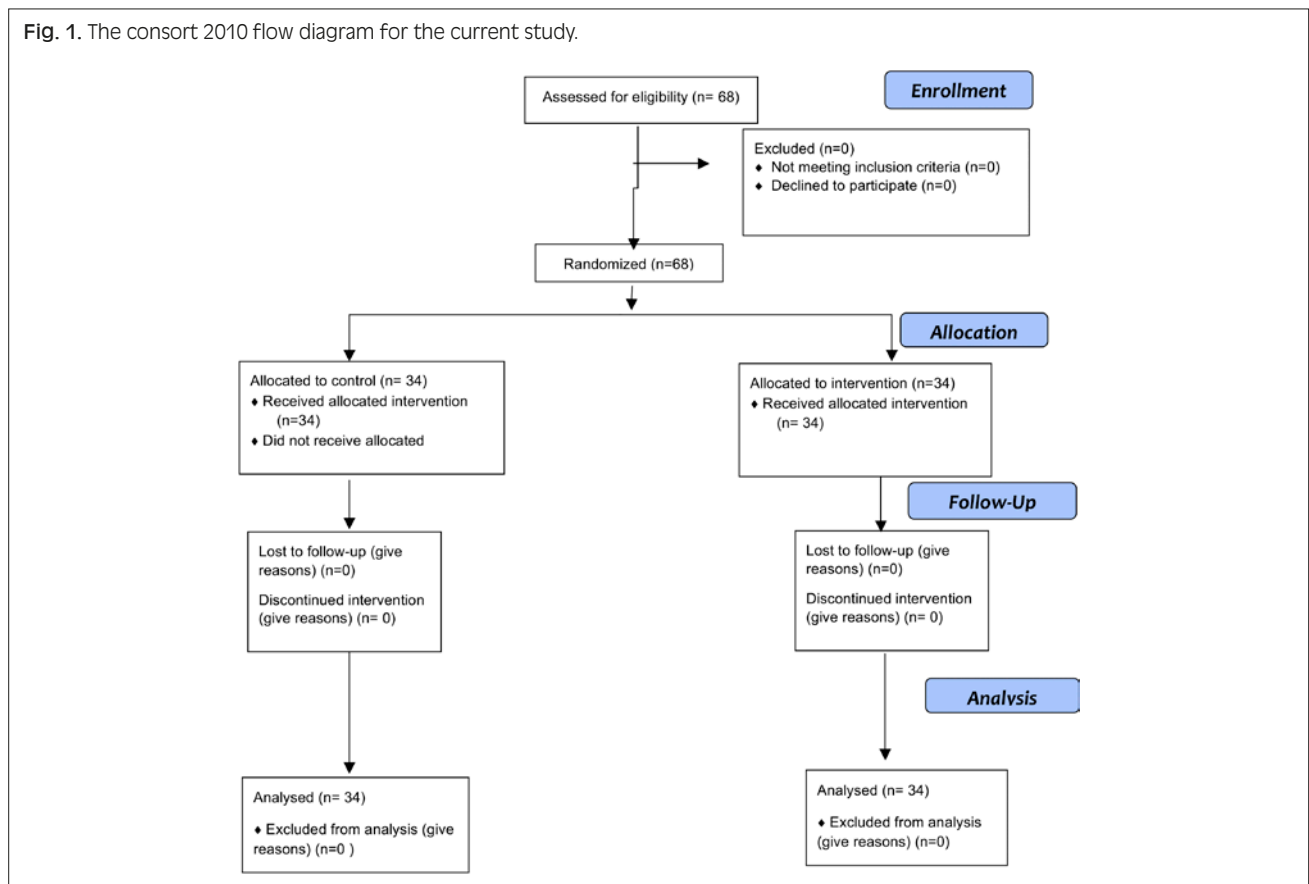 Fig. 1. The consort 2010 flow diagram for the current study.
Assessed for eligibility (n= 68)
Enrollment
Excluded (n=0)
♦ Not meeting inclusion criteria (n=0)
♦ Declined to participate (n=0)
Randomized (n=68)
Allocation
Allocated to control (n= 34)
♦ Received allocated intervention
(n=34)
♦ Did not receive allocated
Allocated to intervention (n=34)
♦ Received allocated intervention
(n= 34)
Follow-Up
Lost to follow-up (give
reasons) (n=0)
Discontinued intervention
(give reasons) (n= 0)
Lost to follow-up (give
reasons) (n=0)
Discontinued intervention
(give reasons) (n= 0)
Analysis
Analysed (n= 34)
♦ Excluded from analysis (give
reasons) (n=0 )
Analysed (n= 34)
♦ Excluded from analysis
(give reasons) (n=0)